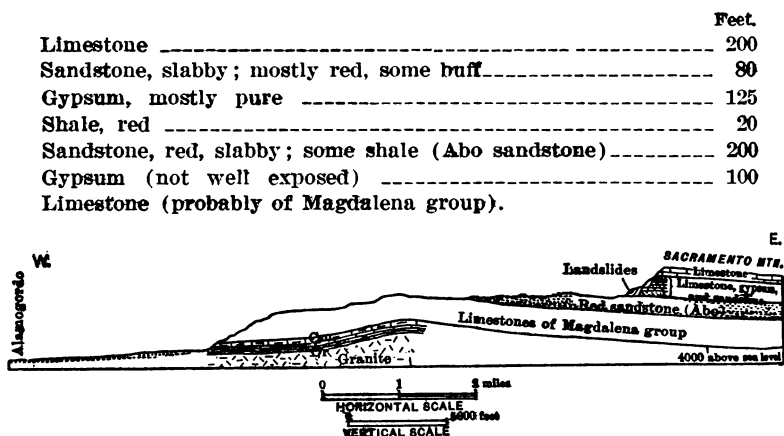 Feet.
Limestone 200
Sandstone, slabby; mostly red, some buff 80
Gypsum, mostly pure 125
Shale, red 20
Sandstone, red, slabby; some shale (Abo sandstone) 200
Gypsum (not well exposed) 100
Limestone (probably of Magdalena group).
W.
E.
SACRAMENTO MTN.
Landslides
Limestone
Limestone, gypsum,
and sandstone
Red sandstone (Abo)
Limestones of Magdalena group
Alamogordo
Granite
4000 above sea level
0 1 2 miles
HORIZONTAL SCALE
feet
VERTICAL SCALE